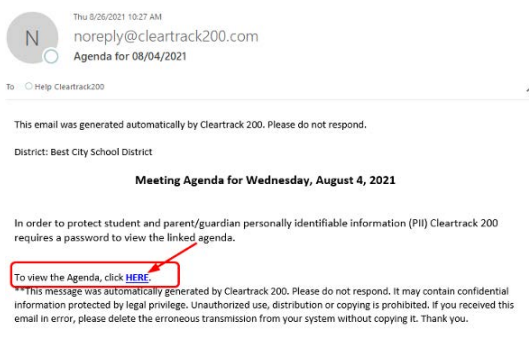 Thu 8/26/2021 10:27 AM
N
noreply@cleartrack200.com
Agenda for 08/04/2021
To Help Cleartrack200
This email was generated automatically by Cleartrack 200. Please do not respond.
District: Best City School District
Meeting Agenda for Wednesday, August 4, 2021
In order to protect student and parent/guardian personally identifiable information (PII) Cleartrack 200
requires a password to view the linked agenda.
To view the Agenda, click HERE.
**This message was automatically generated by Cleartrack 200. Please do not respond. It may contain confidential
information protected by legal privilege. Unauthorized use, distribution or copying is prohibited. If you received this
email in error, please delete the erroneous transmission from your system without copying it. Thank you.